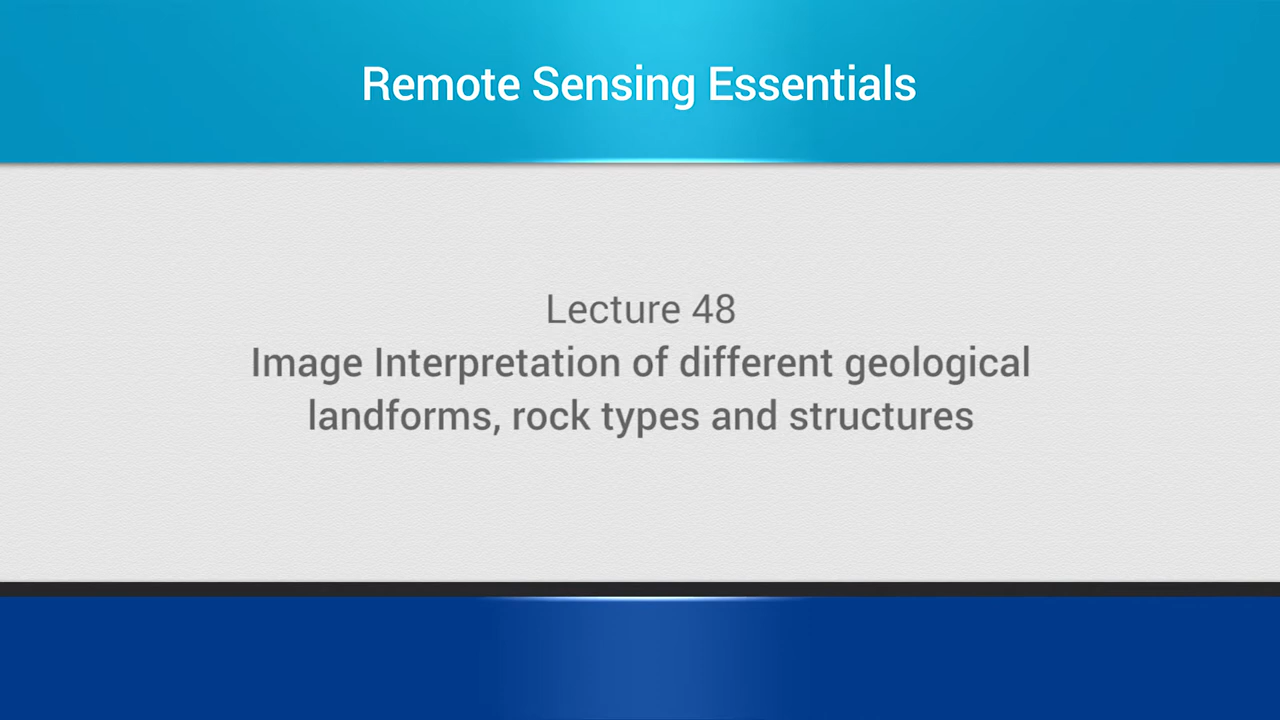 Remote Sensing Essentials
Lecture 48
Image Interpretation of different geological
landforms, rock types and structures